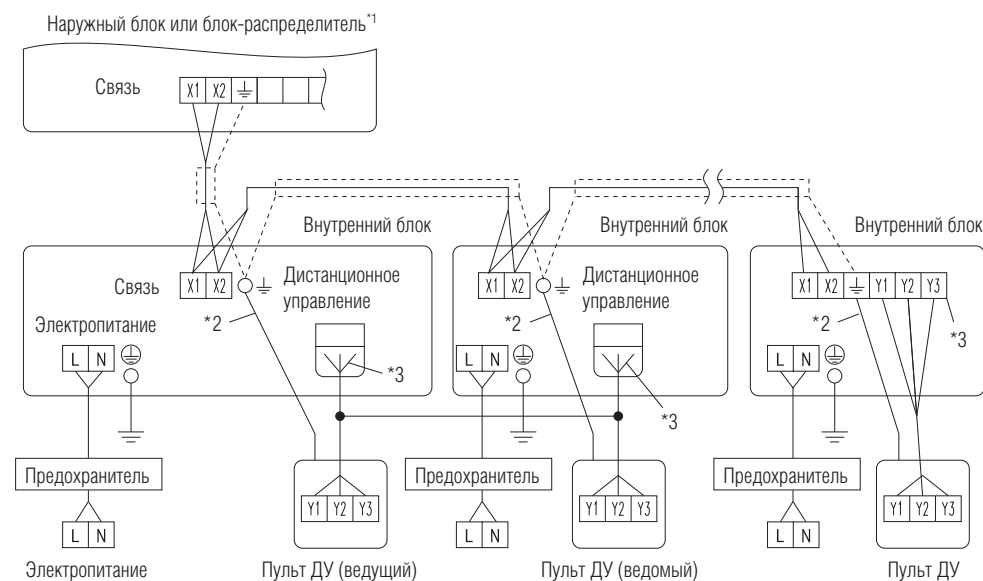 Наружный блок или блок-распределитель*1
Связь
X1 X2
Внутренний блок
Внутренний блок
Внутренний блок
Связь
X1 X2
Дистанционное
управление
X1 X2
Дистанционное
управление
X1 X2 Y1 Y2 Y3
*2
*2
*2
*3
Электропитание
L N
*3
L N
*3
L N
Предохранитель
Предохранитель
Предохранитель
Y1 Y2 Y3
Y1 Y2 Y3
Y1 Y2 Y3
L N
L N
L N
Электропитание
Пульт ДУ (ведущий)
Пульт ДУ (ведомый)
Пульт ДУ